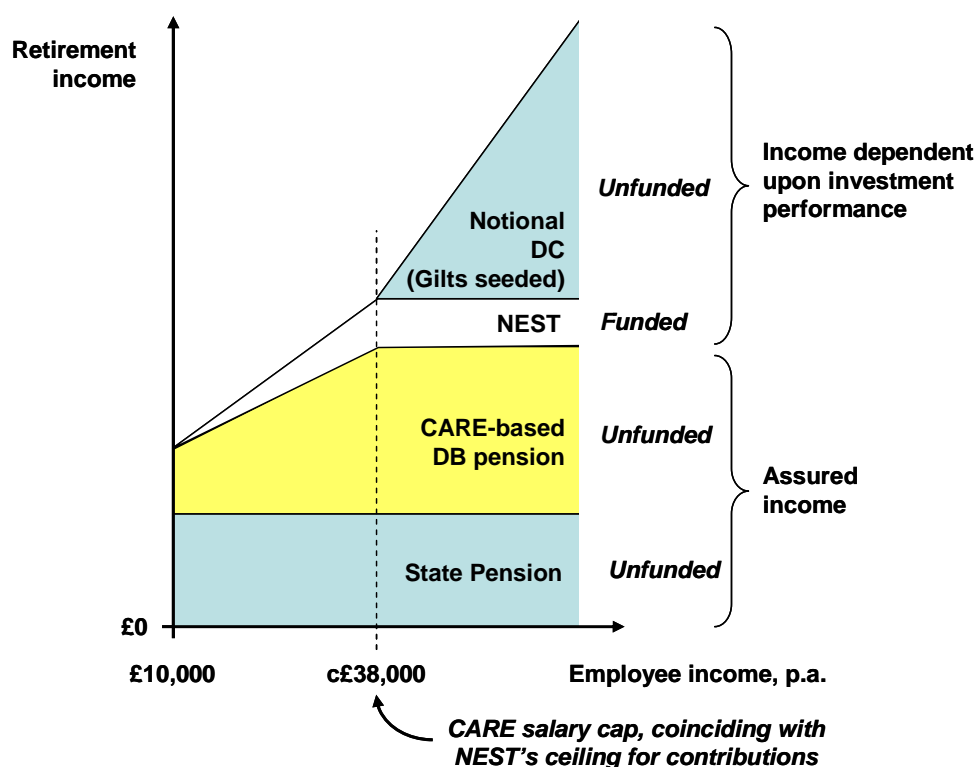 Retirement
income
Unfunded
Income dependent
upon investment
performance
Notional
DC
(Gilts seeded)
NEST
Funded
CARE-based
DB pension
Unfunded
Assured
income
State Pension
Unfunded
£0
£10,000
c£38,000
Employee income, p.a.
CARE salary cap, coinciding with
NEST's ceiling for contributions